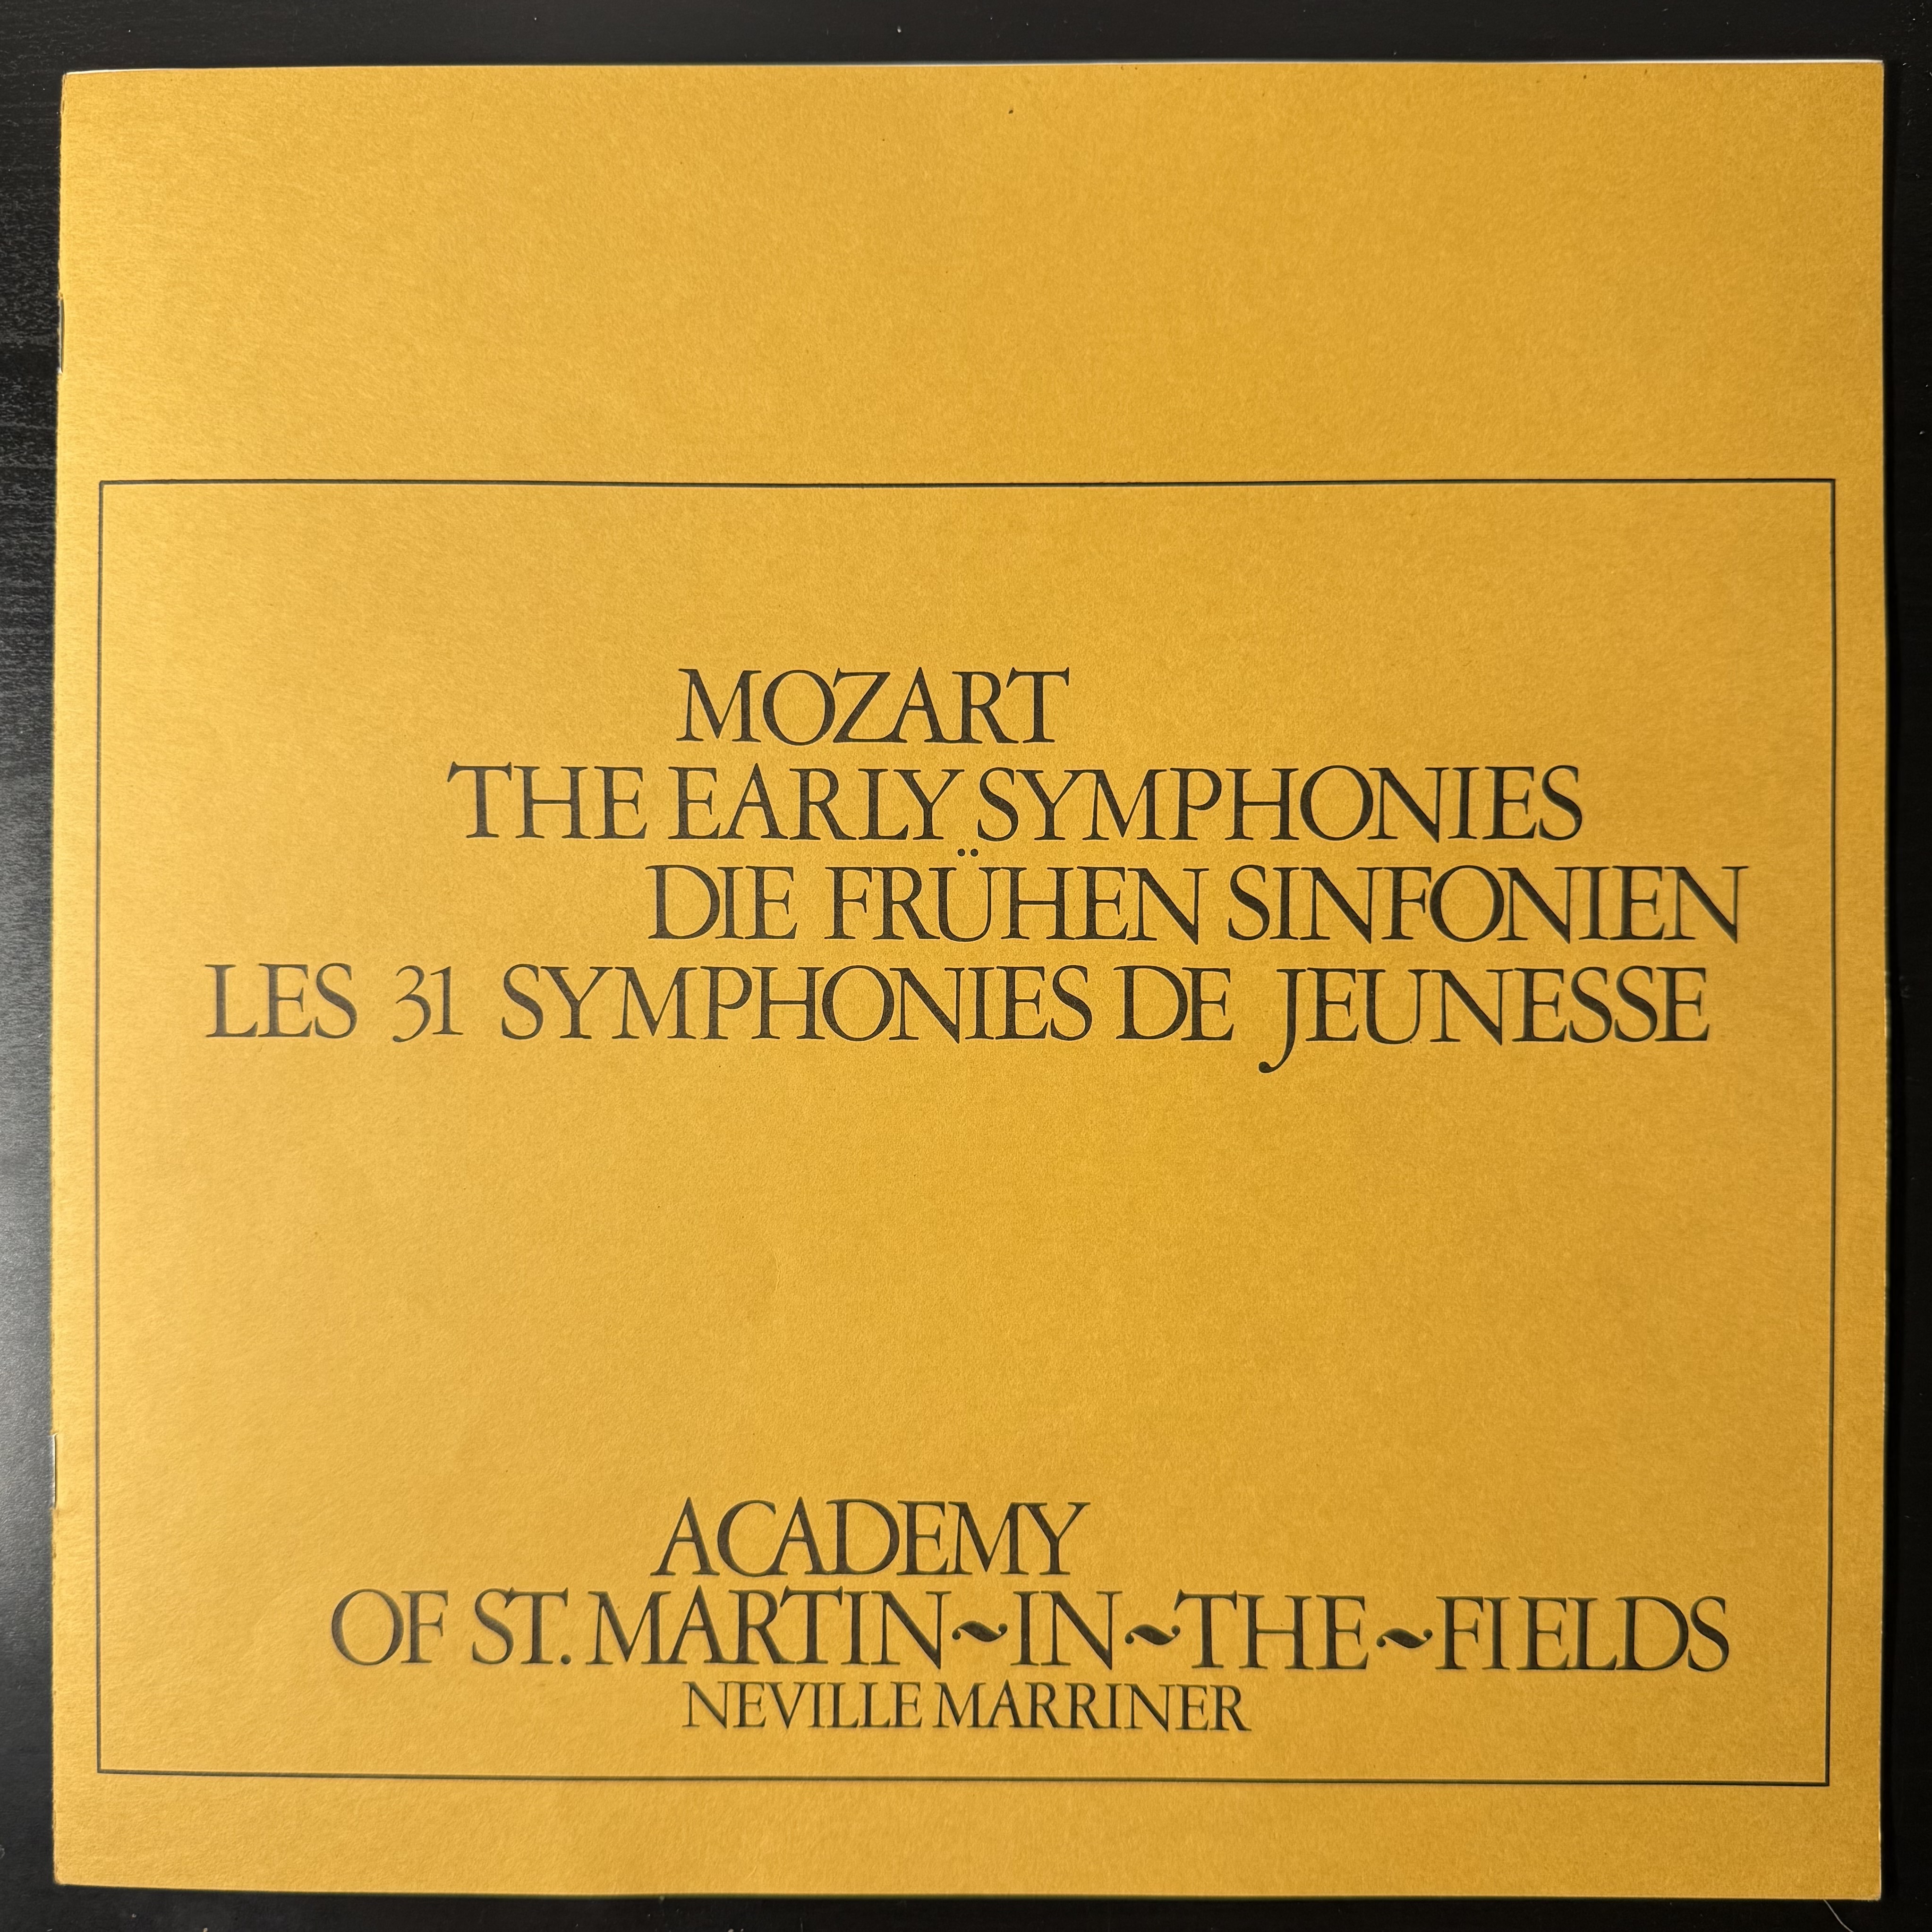 MOZART
THE EARLY SYMPHONIES
DIE FRÜHEN SINFONIEN
LES 31 SYMPHONIES DE JEUNESSE
ACADEMY
OF ST. MARTIN~IN~THE~FIELDS
NEVILLE MARRINER